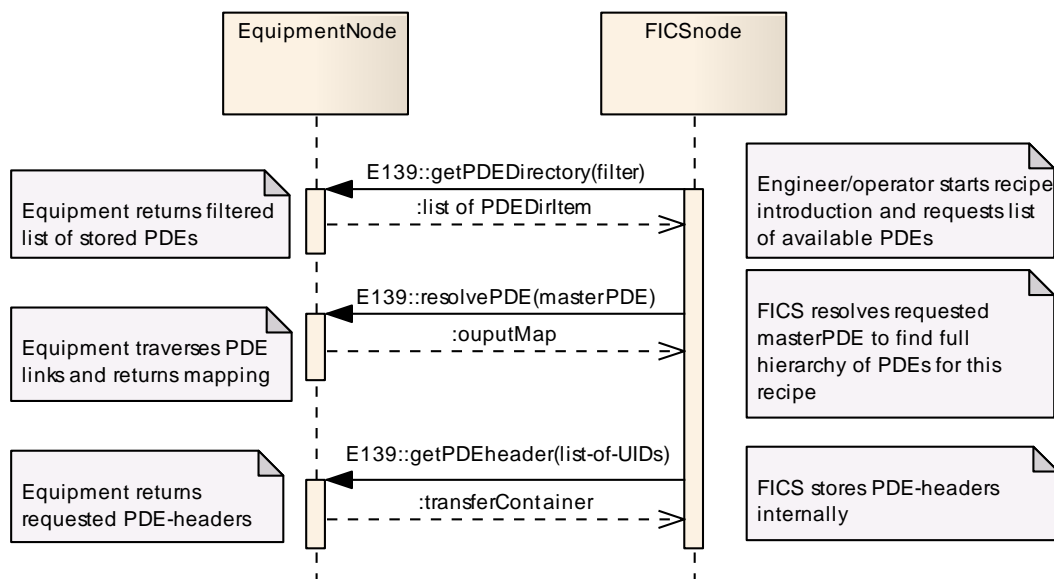 EquipmentNode
FICSnode
E139::getPDEDirectory(filter)
:list of PDEDirItem
Equipment returns filtered
list of stored PDEs
Engineer/operator starts recipe
introduction and requests list
of available PDEs
E139::resolvePDE(masterPDE)
:ouputMap
Equipment traverses PDE
links and returns mapping
FICS resolves requested
masterPDE to find full
hierarchy of PDEs for this
recipe
E139::getPDEheader(list-of-UIDs)
:transferContainer
Equipment returns
requested PDE-headers
FICS stores PDE-headers
internally